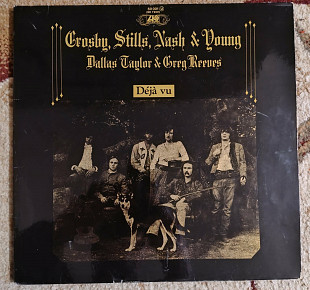 Crosby, Stills, Nash & Young
Dallas Taylor & Greg Reeves
Déjà vu